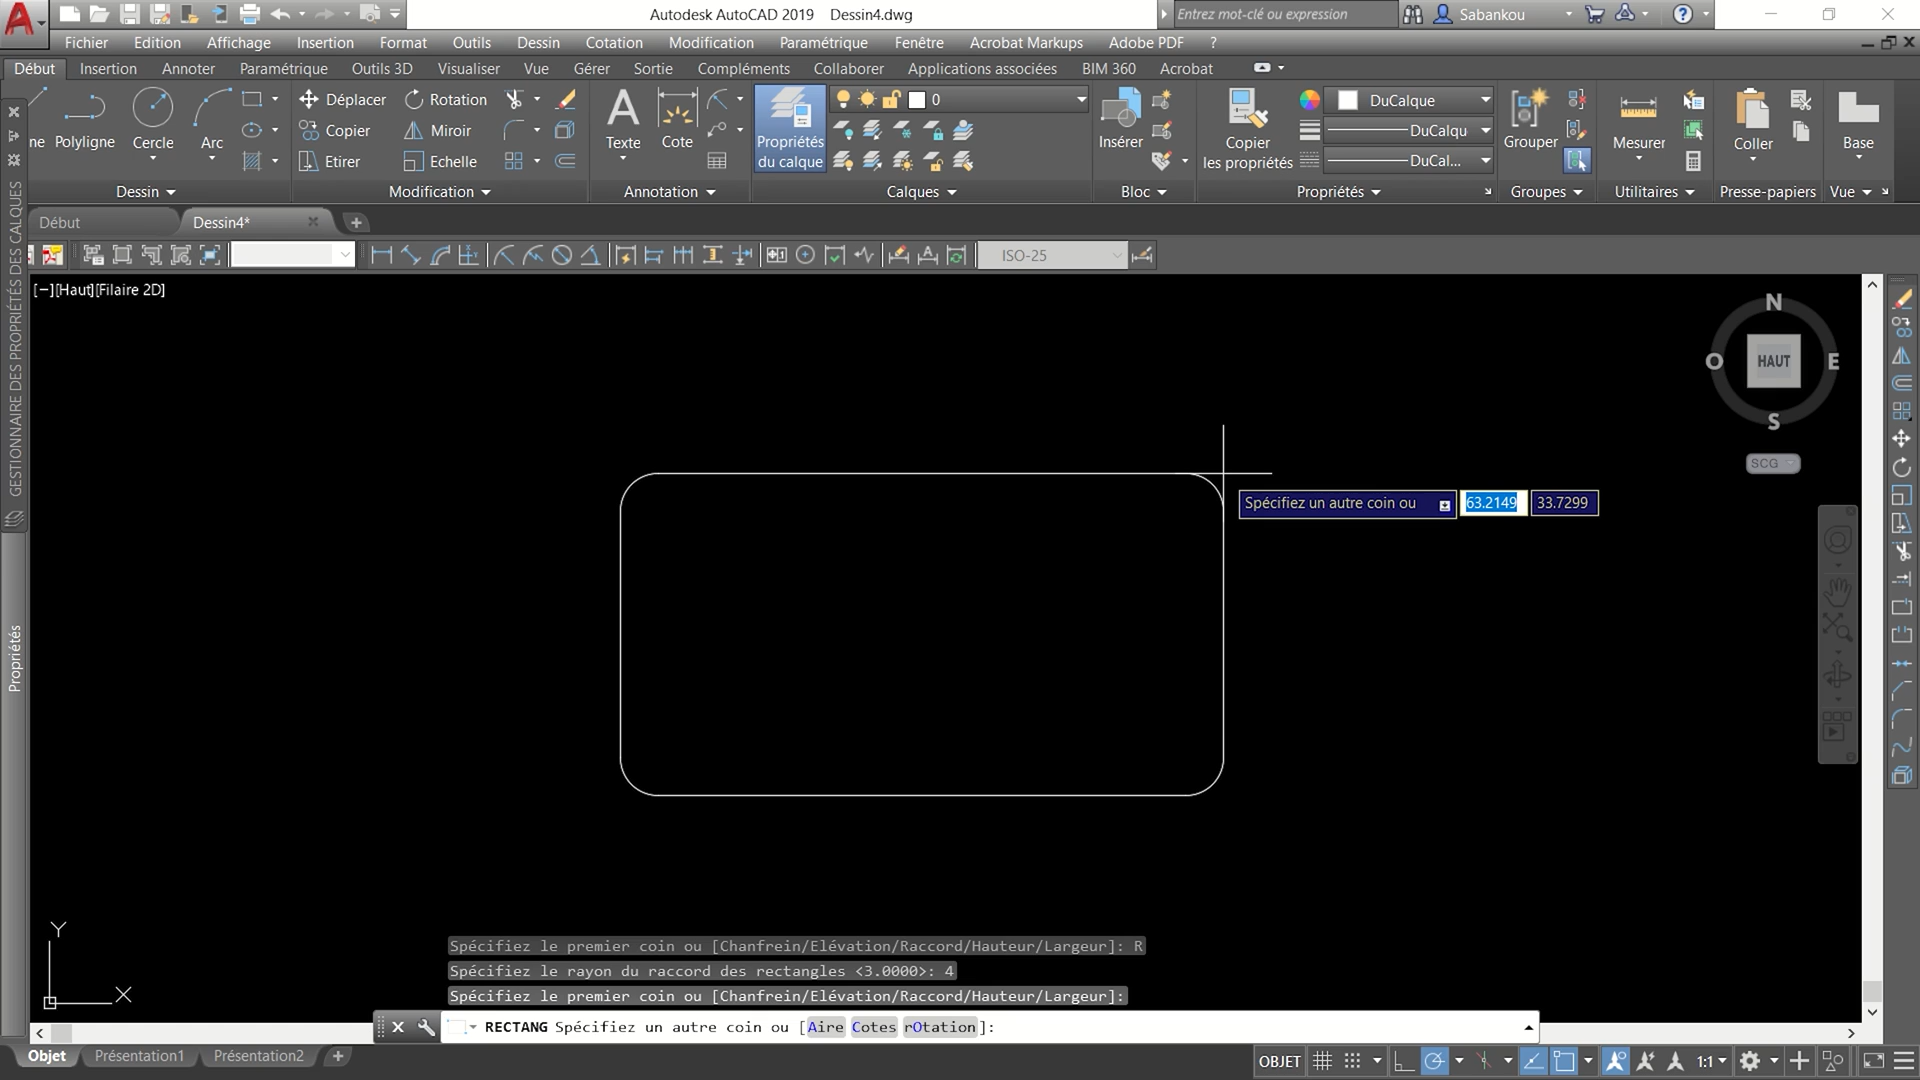 Autodesk AutoCAD 2019 Dessin4.dwg
Entrez mot-clé ou expression
Sabankou
Fichier Edition Affichage Insertion Format Outils Dessin Cotation Modification Paramétrique Fenêtre Acrobat Markups Adobe PDF ?
Début Insertion Annoter Paramétrique Outils 3D Visualiser Vue Gérer Sortie Compléments Collaborer Applications associées BIM 360 Acrobat
Déplacer Rotation 0 DuCalque
Copier Miroir DuCalqu
ne Polyligne Cercle Arc Texte Cote Propriétés Insérer Copier Grouper Mesurer Coller Base
Etirer Echelle du calque les propriétés DuCal...
Dessin Modification Annotation Calques Bloc Propriétés Groupes Utilitaires Presse-papiers Vue
Début Dessin4*
ISO-25
GESTIONNAIRE DES PROPRIÉTÉS DES CALQUES
Propriétés
[−][Haut][Filaire 2D]
N
O HAUT E
S
SCG
Spécifiez un autre coin ou 63.2149 33.7299
Y
X
Spécifiez le premier coin ou [Chanfrein/Elévation/Raccord/Hauteur/Largeur]: R
Spécifiez le rayon du raccord des rectangles <3.0000>: 4
Spécifiez le premier coin ou [Chanfrein/Elévation/Raccord/Hauteur/Largeur]:
RECTANG Spécifiez un autre coin ou [Aire Cotes rOtation]:
Objet Présentation1 Présentation2
OBJET 1:1